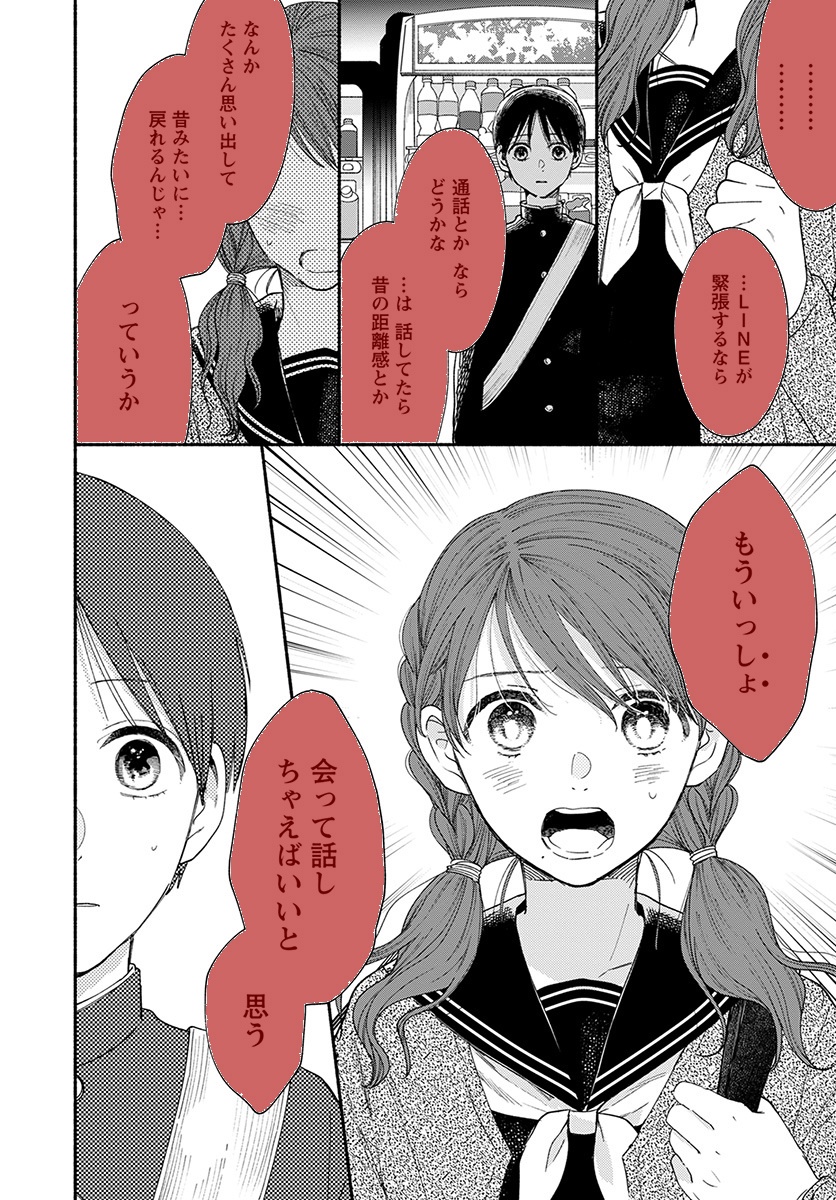 ………
………
…LINEが
緊張するなら
通話とか なら
どうかな
…は 話してたら
昔の距離感とか
なんか
たくさん思い出して
昔みたいに…
戻れるんじゃ…
っていうか
もういっしょ
会って話し
ちゃえばいいと
思う